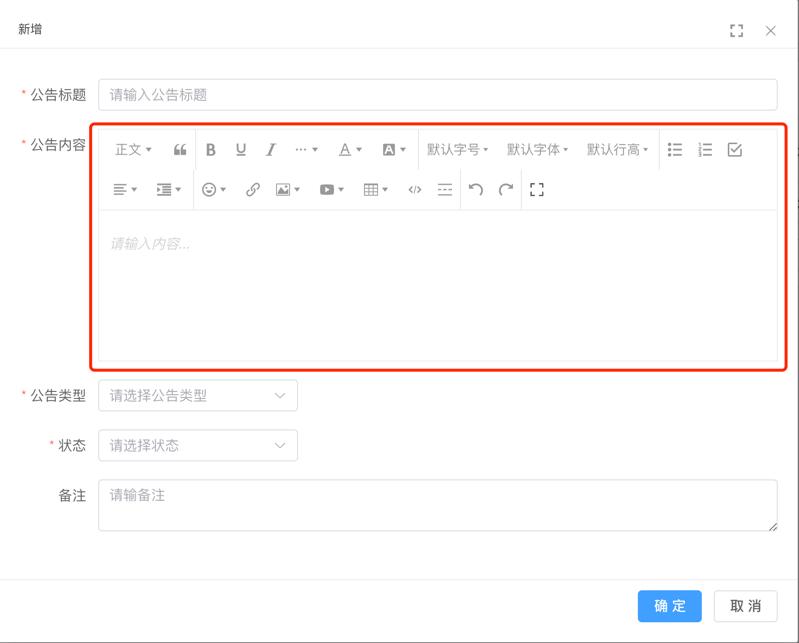 新增
* 公告标题 请输入公告标题
* 公告内容 正文 B U I ... A A 默认字号 默认字体 默认行高
请输入内容...
* 公告类型 请选择公告类型
* 状态 请选择状态
备注 请输备注
确 定 取 消